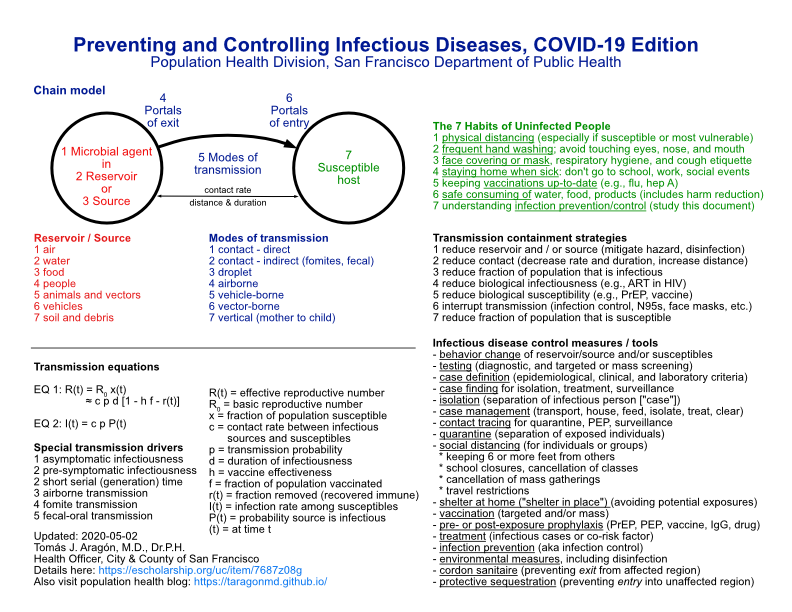 Preventing and Controlling Infectious Diseases, COVID-19 Edition
Population Health Division, San Francisco Department of Public Health
Chain model
4
Portals
of exit
6
Portals
of entry
1 Microbial agent
in
2 Reservoir
or
3 Source
5 Modes of
transmission
contact rate
distance & duration
7
Susceptible
host
Reservoir / Source
1 air
2 water
3 food
4 people
5 animals and vectors
6 vehicles
7 soil and debris
Modes of transmission
1 contact - direct
2 contact - indirect (fomites, fecal)
3 droplet
4 airborne
5 vehicle-borne
6 vector-borne
7 vertical (mother to child)
Transmission equations
EQ 1: R(t) = R0 x(t)
≈ c p d [1 - h f - r(t)]
EQ 2: I(t) = c p P(t)
Special transmission drivers
1 asymptomatic infectiousness
2 pre-symptomatic infectiousness
2 short serial (generation) time
3 airborne transmission
4 fomite transmission
5 fecal-oral transmission
R(t) = effective reproductive number
R0 = basic reproductive number
x = fraction of population susceptible
c = contact rate between infectious
sources and susceptibles
p = transmission probability
d = duration of infectiousness
h = vaccine effectiveness
f = fraction of population vaccinated
r(t) = fraction removed (recovered immune)
I(t) = infection rate among susceptibles
P(t) = probability source is infectious
(t) = at time t
Updated: 2020-05-02
Tomás J. Aragón, M.D., Dr.P.H.
Health Officer, City & County of San Francisco
Details here: https://escholarship.org/uc/item/7687z08g
Also visit population health blog: https://taragonmd.github.io/
The 7 Habits of Uninfected People
1 physical distancing (especially if susceptible or most vulnerable)
2 frequent hand washing; avoid touching eyes, nose, and mouth
3 face covering or mask, respiratory hygiene, and cough etiquette
4 staying home when sick: don't go to school, work, social events
5 keeping vaccinations up-to-date (e.g., flu, hep A)
6 safe consuming of water, food, products (includes harm reduction)
7 understanding infection prevention/control (study this document)
Transmission containment strategies
1 reduce reservoir and / or source (mitigate hazard, disinfection)
2 reduce contact (decrease rate and duration, increase distance)
3 reduce fraction of population that is infectious
4 reduce biological infectiousness (e.g., ART in HIV)
5 reduce biological susceptibility (e.g., PrEP, vaccine)
6 interrupt transmission (infection control, N95s, face masks, etc.)
7 reduce fraction of population that is susceptible
Infectious disease control measures / tools
- behavior change of reservoir/source and/or susceptibles
- testing (diagnostic, and targeted or mass screening)
- case definition (epidemiological, clinical, and laboratory criteria)
- case finding for isolation, treatment, surveillance
- isolation (separation of infectious person ["case"])
- case management (transport, house, feed, isolate, treat, clear)
- contact tracing for quarantine, PEP, surveillance
- quarantine (separation of exposed individuals)
- social distancing (for individuals or groups)
* keeping 6 or more feet from others
* school closures, cancellation of classes
* cancellation of mass gatherings
* travel restrictions
- shelter at home ("shelter in place") (avoiding potential exposures)
- vaccination (targeted and/or mass)
- pre- or post-exposure prophylaxis (PrEP, PEP, vaccine, IgG, drug)
- treatment (infectious cases or co-risk factor)
- infection prevention (aka infection control)
- environmental measures, including disinfection
- cordon sanitaire (preventing exit from affected region)
- protective sequestration (preventing entry into unaffected region)